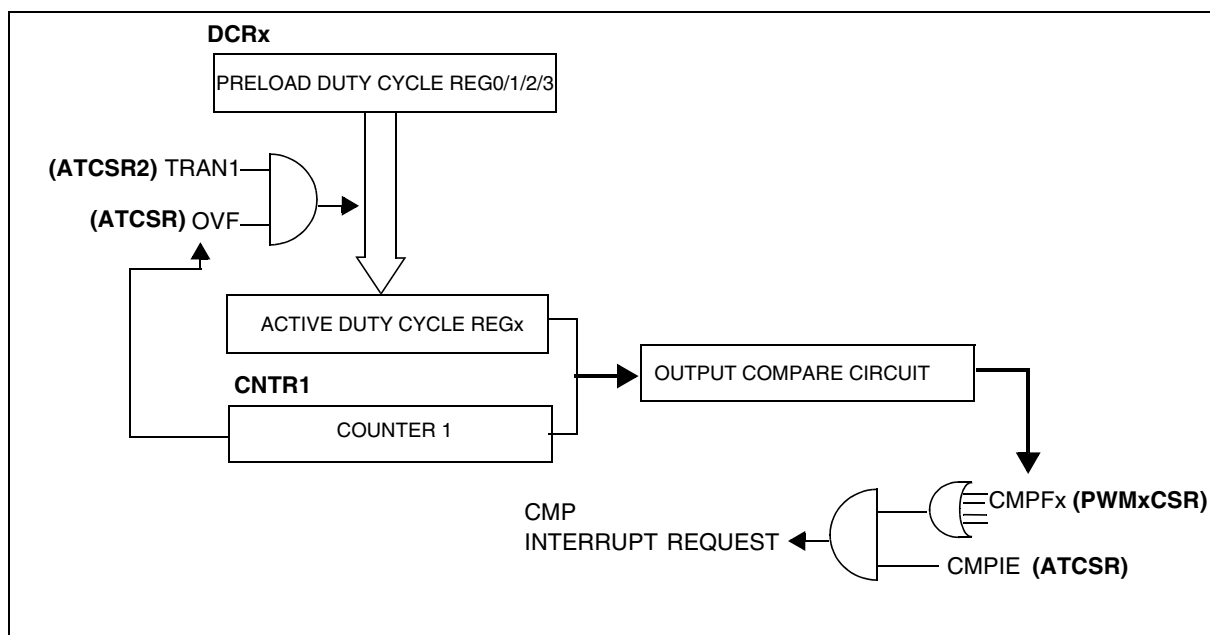 DCRx
PRELOAD DUTY CYCLE REG0/1/2/3
(ATCSR2) TRAN1
(ATCSR) OVF
ACTIVE DUTY CYCLE REGx
CNTR1
OUTPUT COMPARE CIRCUIT
COUNTER 1
CMPFx (PWMxCSR)
CMP
INTERRUPT REQUEST
CMPIE (ATCSR)